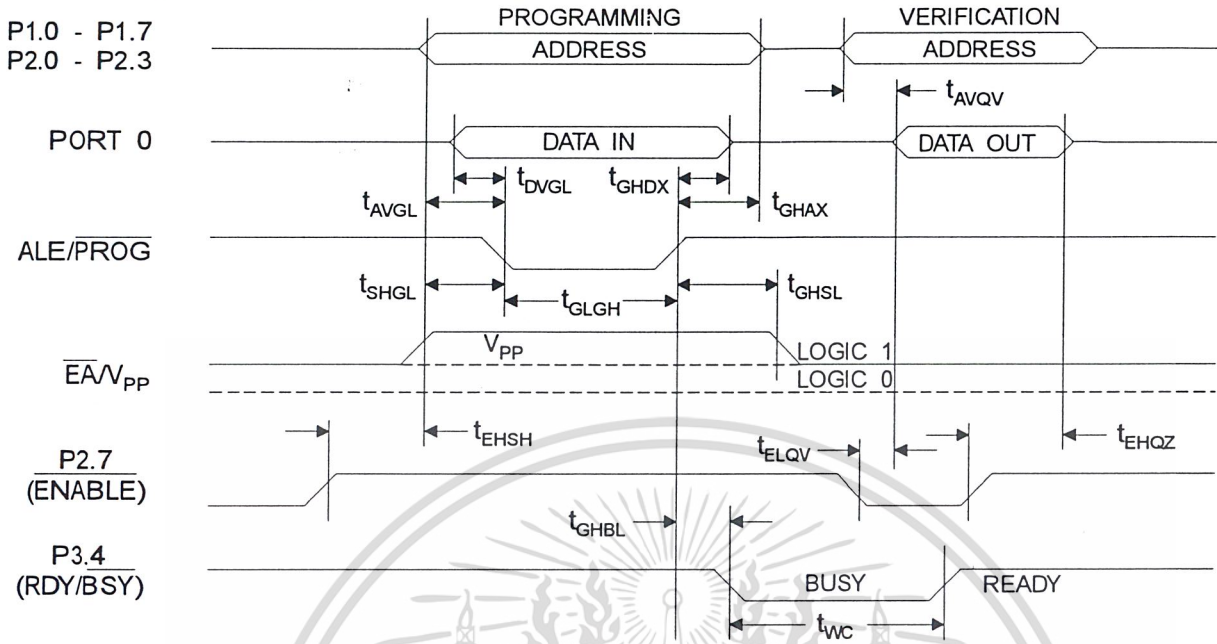 PROGRAMMING VERIFICATION
P1.0 - P1.7
P2.0 - P2.3
ADDRESS ADDRESS
tAVQV
PORT 0 DATA IN DATA OUT
tDVGL tGHDX
tAVGL tGHAX
ALE/PROG
tSHGL tGLGH tGHSL
VPP LOGIC 1
EA/VPP LOGIC 0
tEHSH tELQV tEHQZ
P2.7
(ENABLE)
tGHBL
P3.4
(RDY/BSY) BUSY READY
tWC